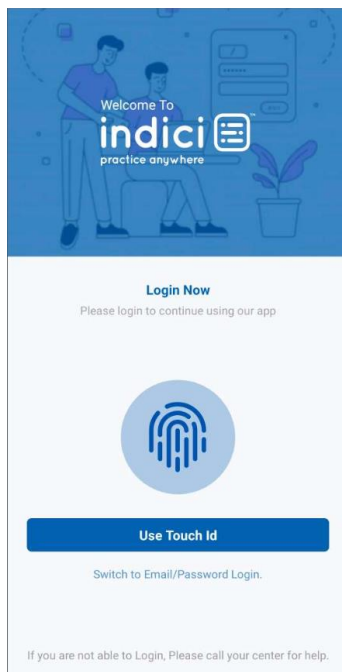 Welcome To
indici
™
practice anywhere
Login Now
Please login to continue using our app
Use Touch Id
Switch to Email/Password Login.
If you are not able to Login, Please call your center for help.